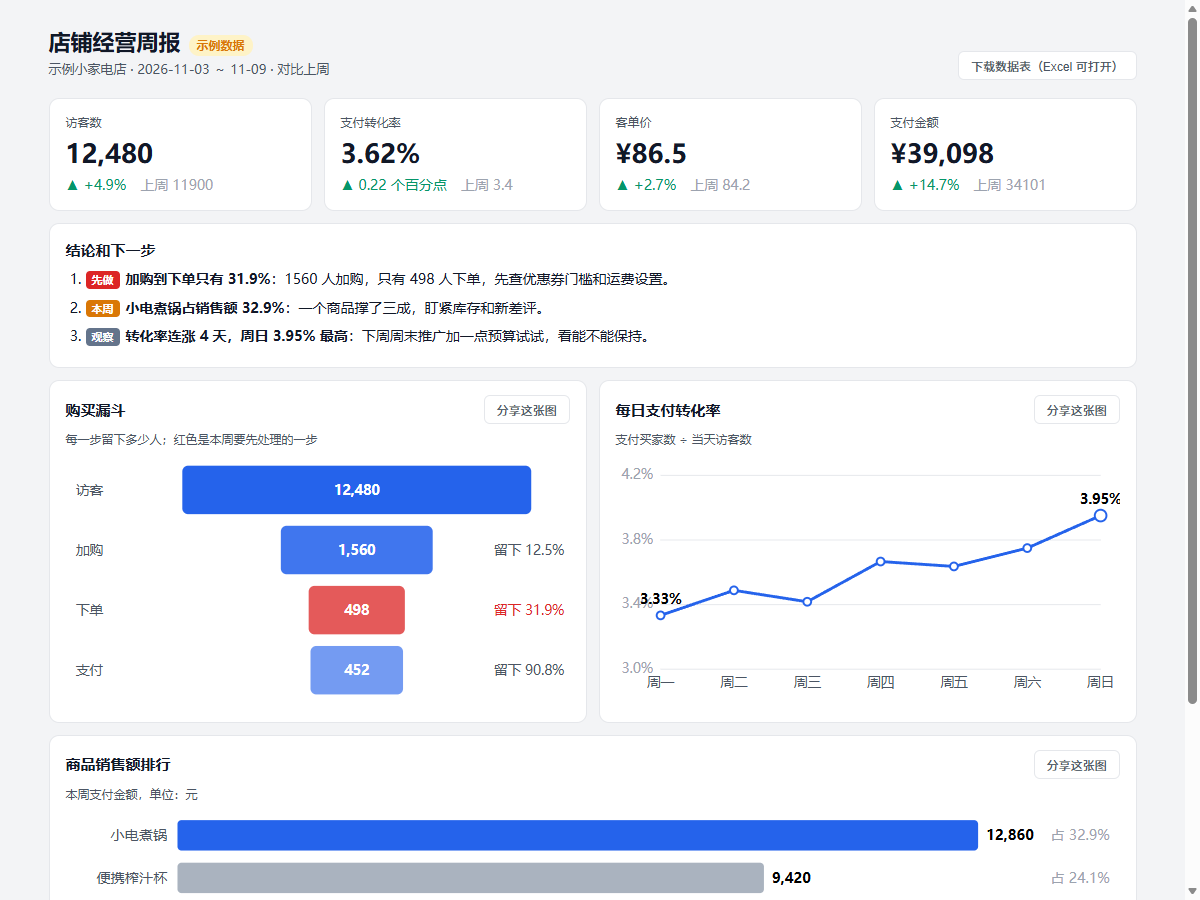 店铺经营周报 示例数据
示例小家电店 · 2026-11-03 ~ 11-09 · 对比上周
下载数据表（Excel 可打开）
访客数
12,480
▲ +4.9% 上周 11900
支付转化率
3.62%
▲ 0.22 个百分点 上周 3.4
客单价
¥86.5
▲ +2.7% 上周 84.2
支付金额
¥39,098
▲ +14.7% 上周 34101
结论和下一步
1. 先做 加购到下单只有 31.9%：1560 人加购，只有 498 人下单，先查优惠券门槛和运费设置。
2. 本周 小电煮锅占销售额 32.9%：一个商品撑了三成，盯紧库存和新差评。
3. 观察 转化率连涨 4 天，周日 3.95% 最高：下周周末推广加一点预算试试，看能不能保持。
购买漏斗
分享这张图
每一步留下多少人；红色是本周要先处理的一步
访客 12,480
加购 1,560 留下 12.5%
下单 498 留下 31.9%
支付 452 留下 90.8%
每日支付转化率
分享这张图
支付买家数 ÷ 当天访客数
4.2%
3.95%
3.8%
3.4%
3.33%
3.0%
周一 周二 周三 周四 周五 周六 周日
商品销售额排行
分享这张图
本周支付金额，单位：元
小电煮锅 12,860 占 32.9%
便携榨汁杯 9,420 占 24.1%